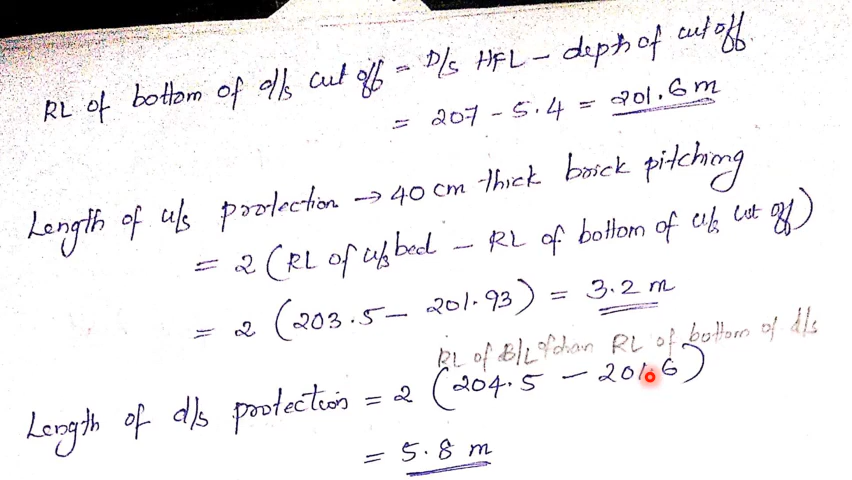 RL of bottom of d/s cut off = D/s HFL - depth of cut off.
= 207 - 5.4 = 201.6 m
Length of u/s protection → 40 cm thick brick pitching
= 2 (RL of u/s bed - RL of bottom of u/s cut off)
= 2 (203.5 - 201.93) = 3.2 m
RL of B/L of chan RL of bottom of d/s
Length of d/s protection = 2 (204.5 - 201.6)
= 5.8 m